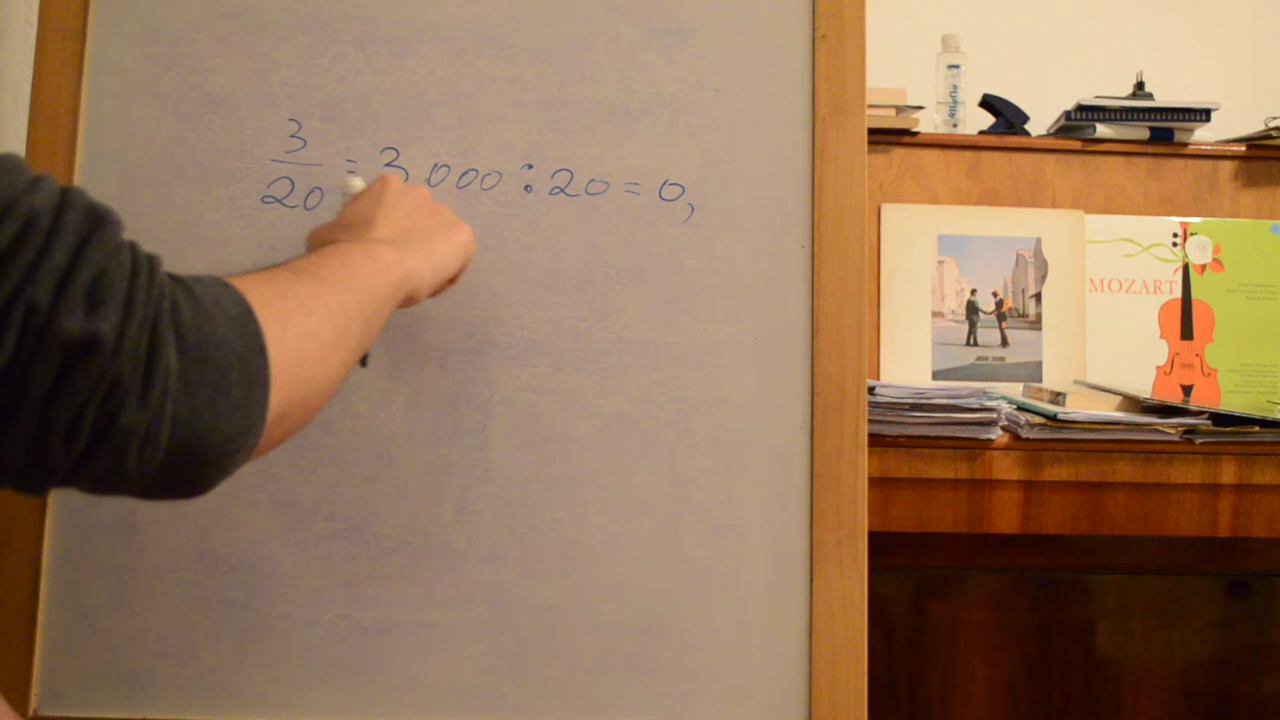 3/20 = 3.000 : 20 = 0,
MOZART